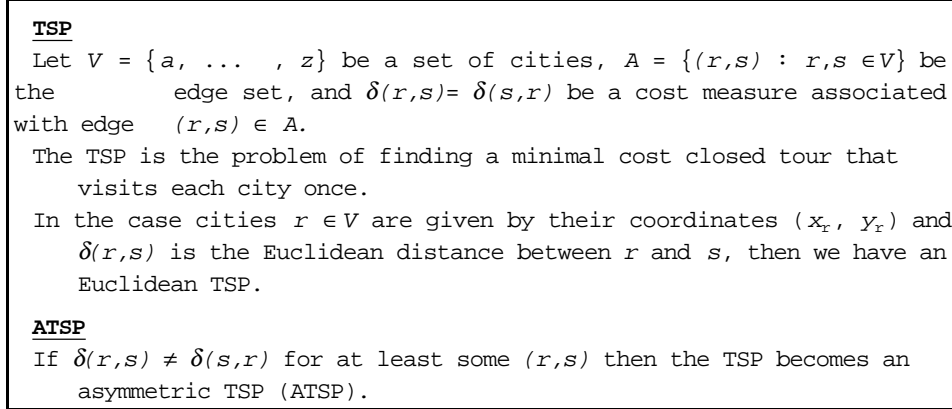 TSP
Let V = {a, ... , z} be a set of cities, A = {(r,s) : r,s ∈V} be
the edge set, and δ(r,s)= δ(s,r) be a cost measure associated
with edge (r,s) ∈ A.
The TSP is the problem of finding a minimal cost closed tour that
visits each city once.
In the case cities r ∈V are given by their coordinates (xᵣ, yᵣ) and
δ(r,s) is the Euclidean distance between r and s, then we have an
Euclidean TSP.
ATSP
If δ(r,s) ≠ δ(s,r) for at least some (r,s) then the TSP becomes an
asymmetric TSP (ATSP).